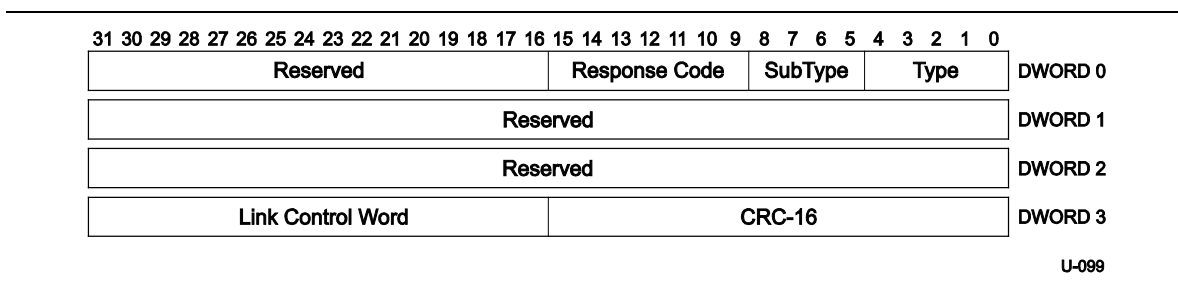 31 30 29 28 27 26 25 24 23 22 21 20 19 18 17 16 15 14 13 12 11 10 9 8 7 6 5 4 3 2 1 0
Reserved Response Code SubType Type DWORD 0
Reserved DWORD 1
Reserved DWORD 2
Link Control Word CRC-16 DWORD 3
U-099